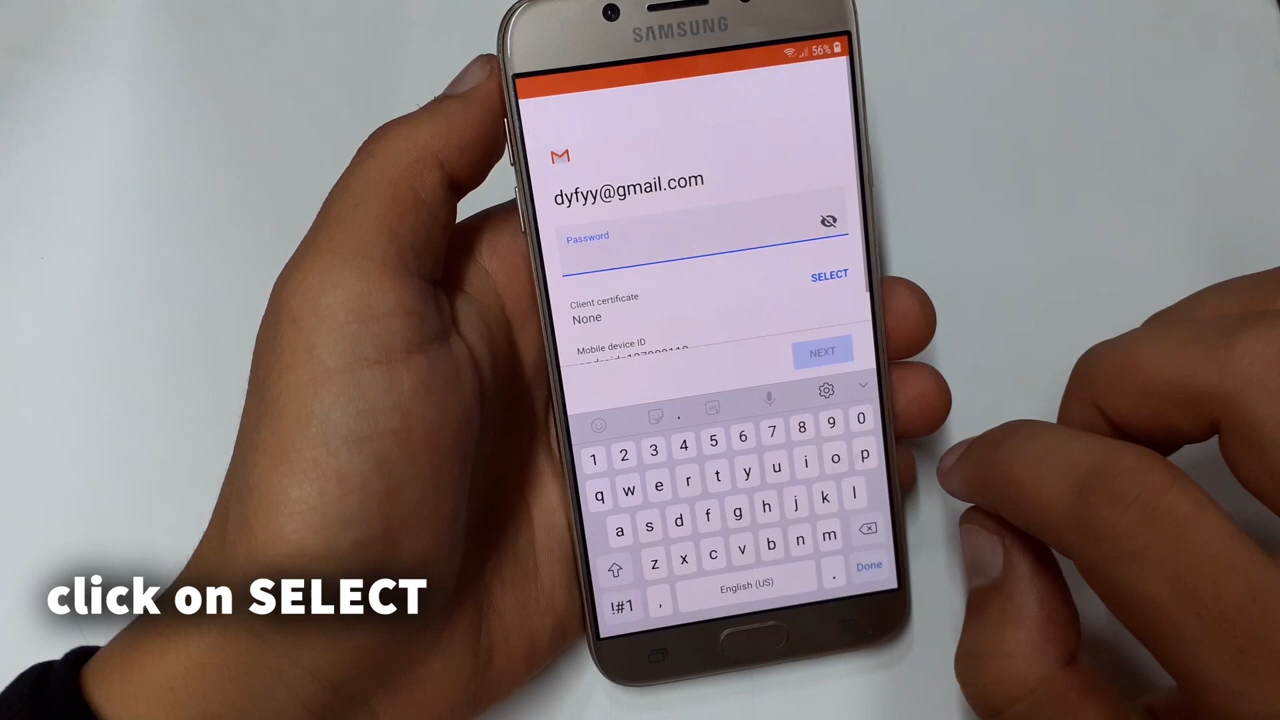 SAMSUNG
56%
dyfyy@gmail.com
Password
SELECT
Client certificate
None
Mobile device ID
NEXT
1 2 3 4 5 6 7 8 9 0
q w e r t y u i o p
a s d f g h j k l
z x c v b n m
!#1 , English (US) . Done
click on SELECT